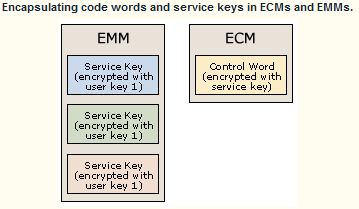 Encapsulating code words and service keys in ECMs and EMMs.
EMM
Service Key
(encrypted with
user key 1)
Service Key
(encrypted with
user key 1)
Service Key
(encrypted with
user key 1)
ECM
Control Word
(encrypted with
service key)